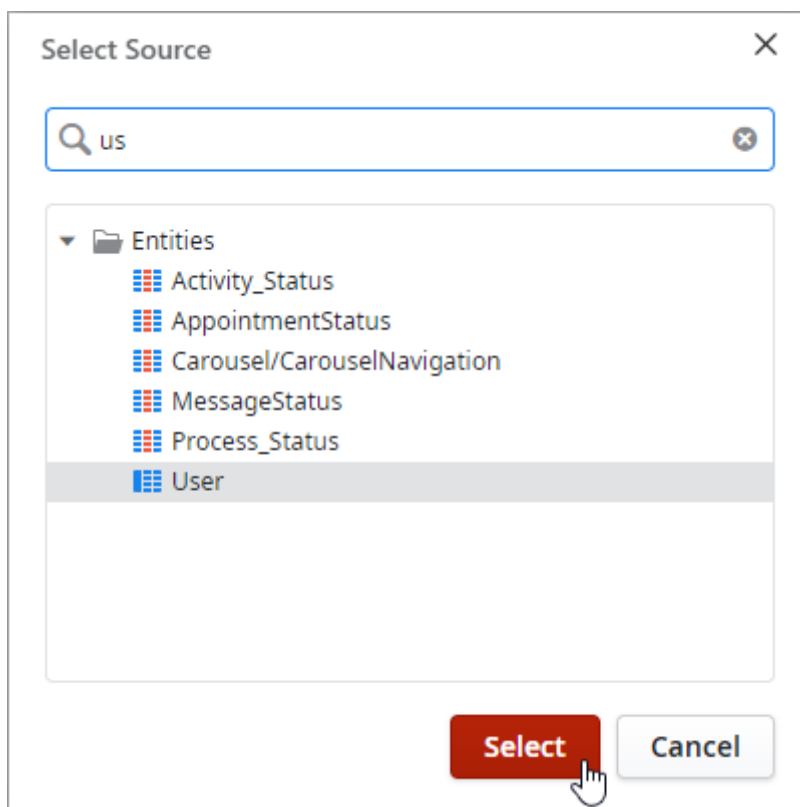 Select Source
us
Entities
Activity_Status
AppointmentStatus
Carousel/CarouselNavigation
MessageStatus
Process_Status
User
Select Cancel